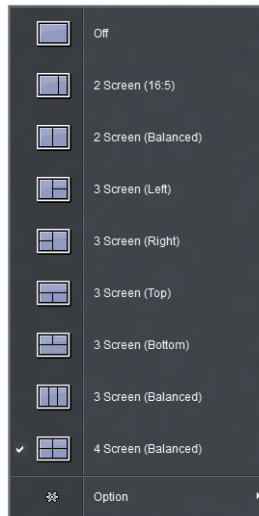 Off
2 Screen (16:5)
2 Screen (Balanced)
3 Screen (Left)
3 Screen (Right)
3 Screen (Top)
3 Screen (Bottom)
3 Screen (Balanced)
4 Screen (Balanced)
Option